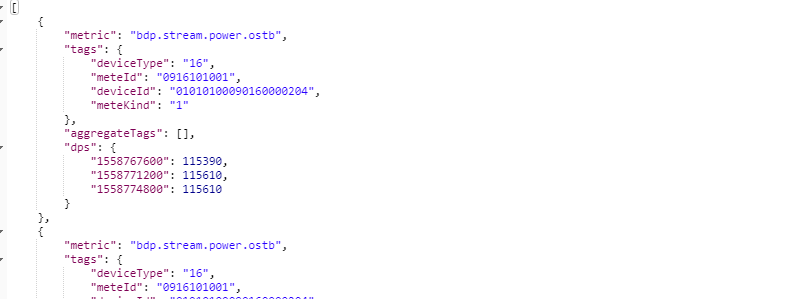 [
{
"metric": "bdp.stream.power.ostb",
"tags": {
"deviceType": "16",
"meteId": "0916101001",
"deviceId": "01010100090160000204",
"meteKind": "1"
},
"aggregateTags": [],
"dps": {
"1558767600": 115390,
"1558771200": 115610,
"1558774800": 115610
}
},
{
"metric": "bdp.stream.power.ostb",
"tags": {
"deviceType": "16",
"meteId": "0916101001",